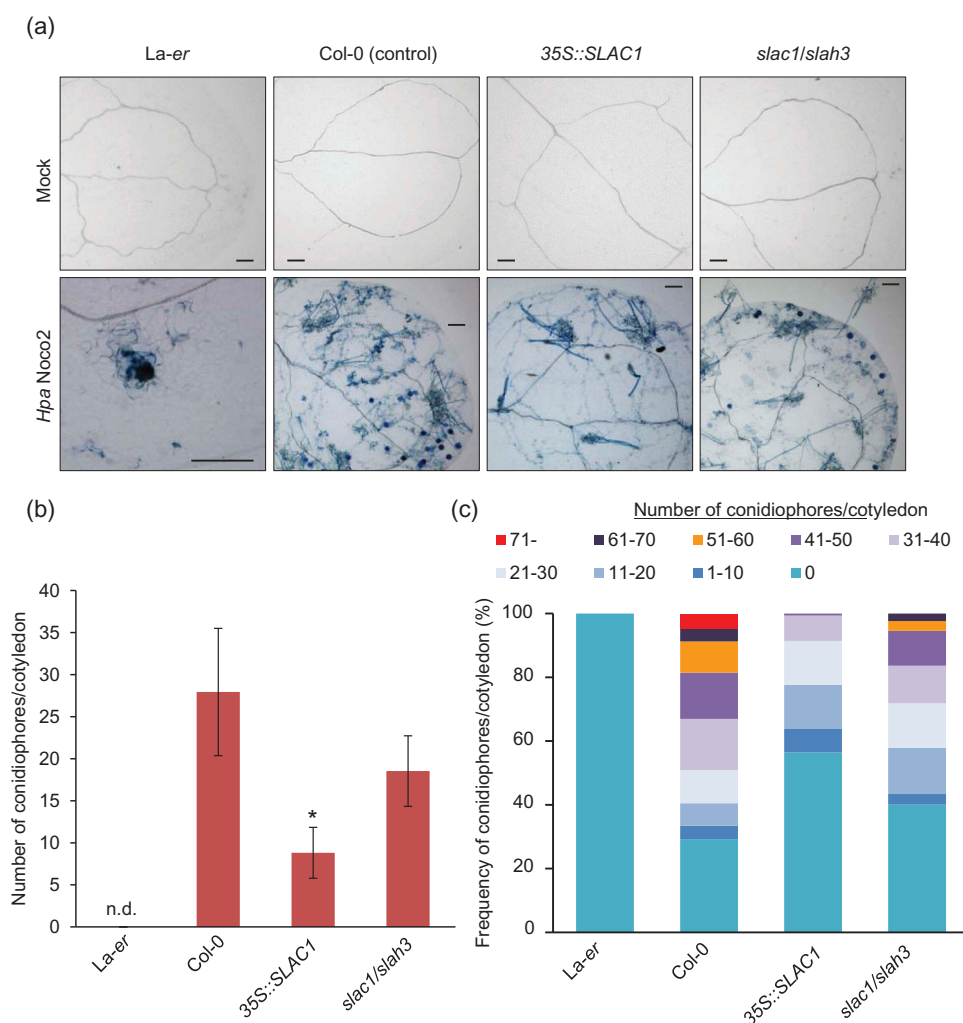 (a)
La-er
Col-0 (control)
35S::SLAC1
slac1/slah3
Mock
Hpa Noco2
(b)
Number of conidiophores/cotyledon
40
35
30
25
20
15
10
5
0
n.d.
*
La-er
Col-0
35S::SLAC1
slac1/slah3
(c)
Number of conidiophores/cotyledon
71-
61-70
51-60
41-50
31-40
21-30
11-20
1-10
0
Frequency of conidiophores/cotyledon (%)
100
80
60
40
20
0
La-er
Col-0
35S::SLAC1
slac1/slah3